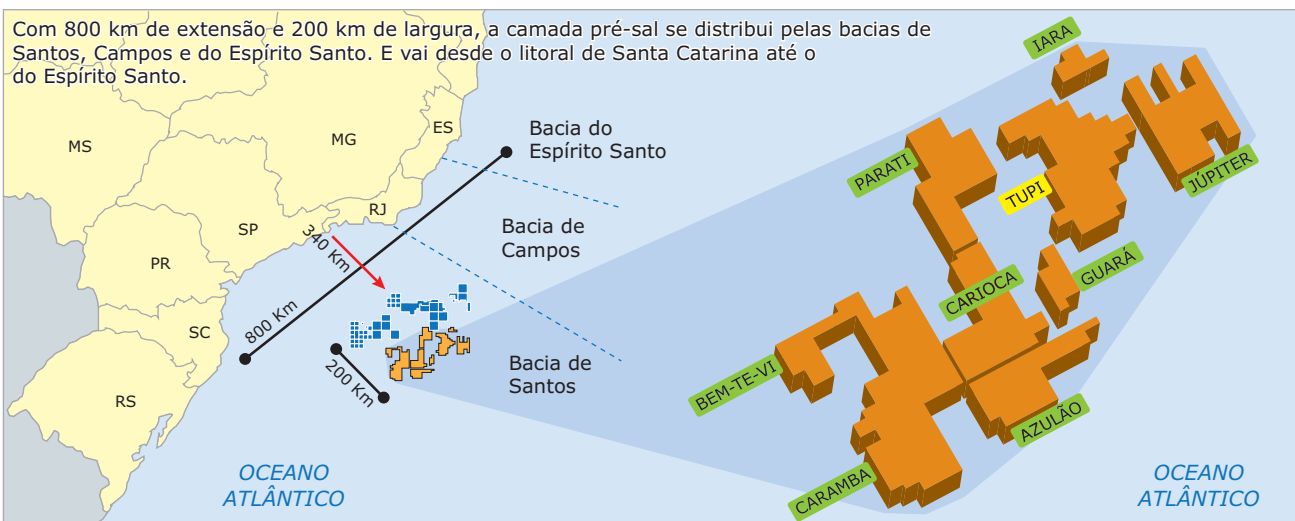 Com 800 km de extensão e 200 km de largura, a camada pré-sal se distribui pelas bacias de
Santos, Campos e do Espírito Santo. E vai desde o litoral de Santa Catarina até o
do Espírito Santo.
MS
MG
ES
Bacia do
Espírito Santo
RJ
SP
340 Km
Bacia de
Campos
PR
800 Km
SC
200 Km
Bacia de
Santos
RS
OCEANO
ATLÂNTICO
IARA
PARATI
TUPI
JÚPITER
GUARÁ
CARIOCA
BEM-TE-VI
AZULÃO
CARAMBA
OCEANO
ATLÂNTICO